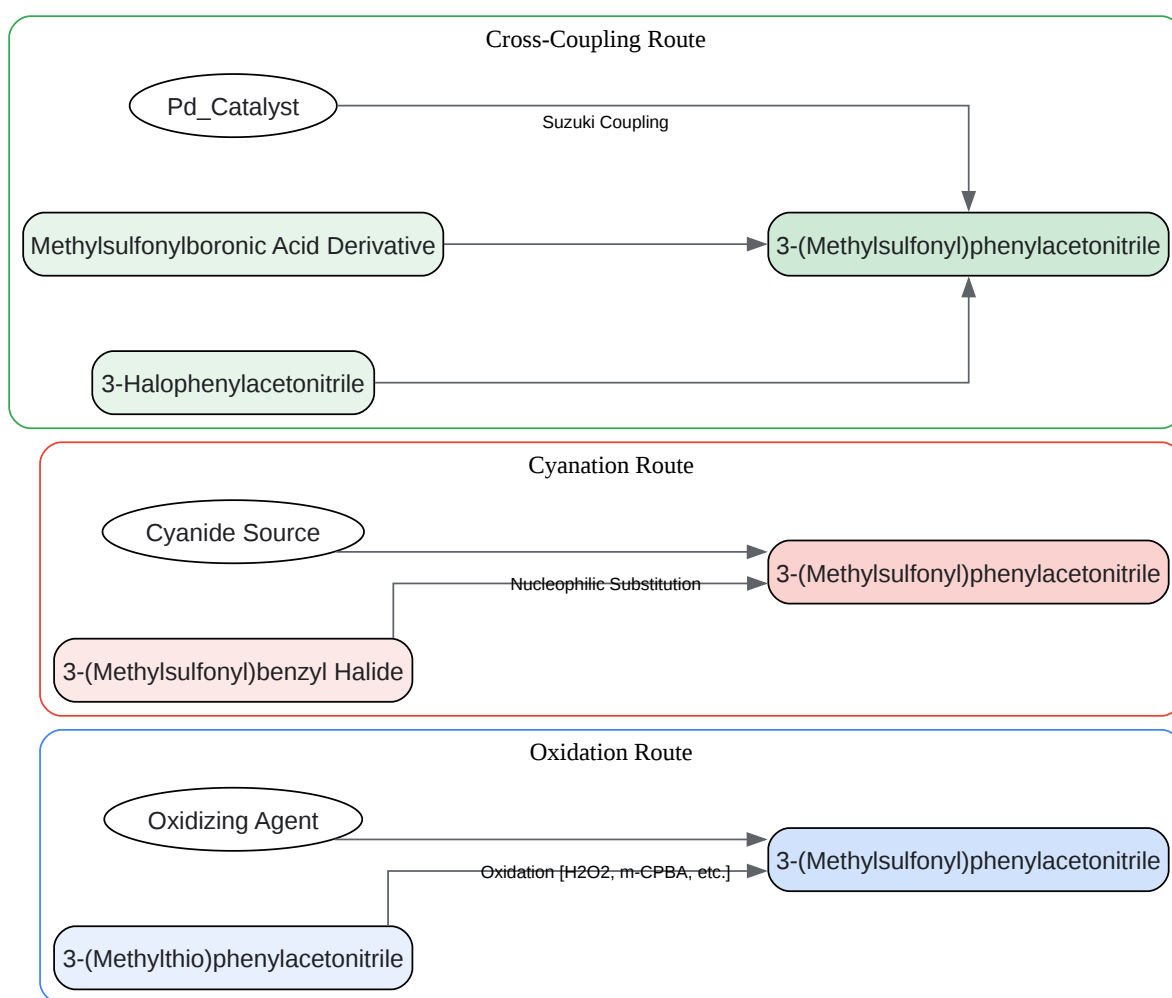 Cross-Coupling Route
Pd_Catalyst
Suzuki Coupling
Methylsulfonylboronic Acid Derivative
3-(Methylsulfonyl)phenylacetonitrile
3-Halophenylacetonitrile
Cyanation Route
Cyanide Source
3-(Methylsulfonyl)phenylacetonitrile
Nucleophilic Substitution
3-(Methylsulfonyl)benzyl Halide
Oxidation Route
Oxidizing Agent
3-(Methylsulfonyl)phenylacetonitrile
Oxidation [H2O2, m-CPBA, etc.]
3-(Methylthio)phenylacetonitrile